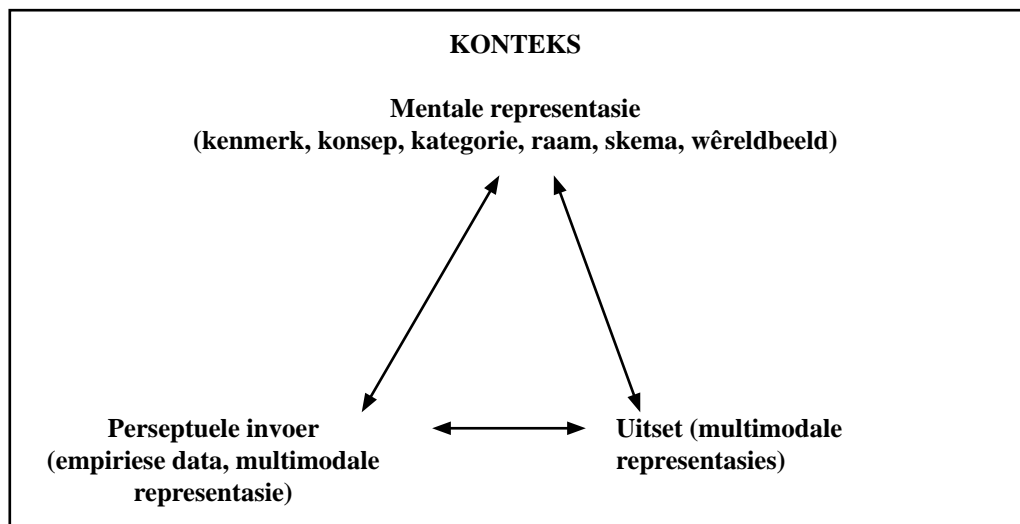 KONTEKS
Mentale representasie
(kenmerk, konsep, kategorie, raam, skema, wêreldbeeld)
Perseptuele invoer
(empiriese data, multimodale
representasie)
Uitset (multimodale
representasies)